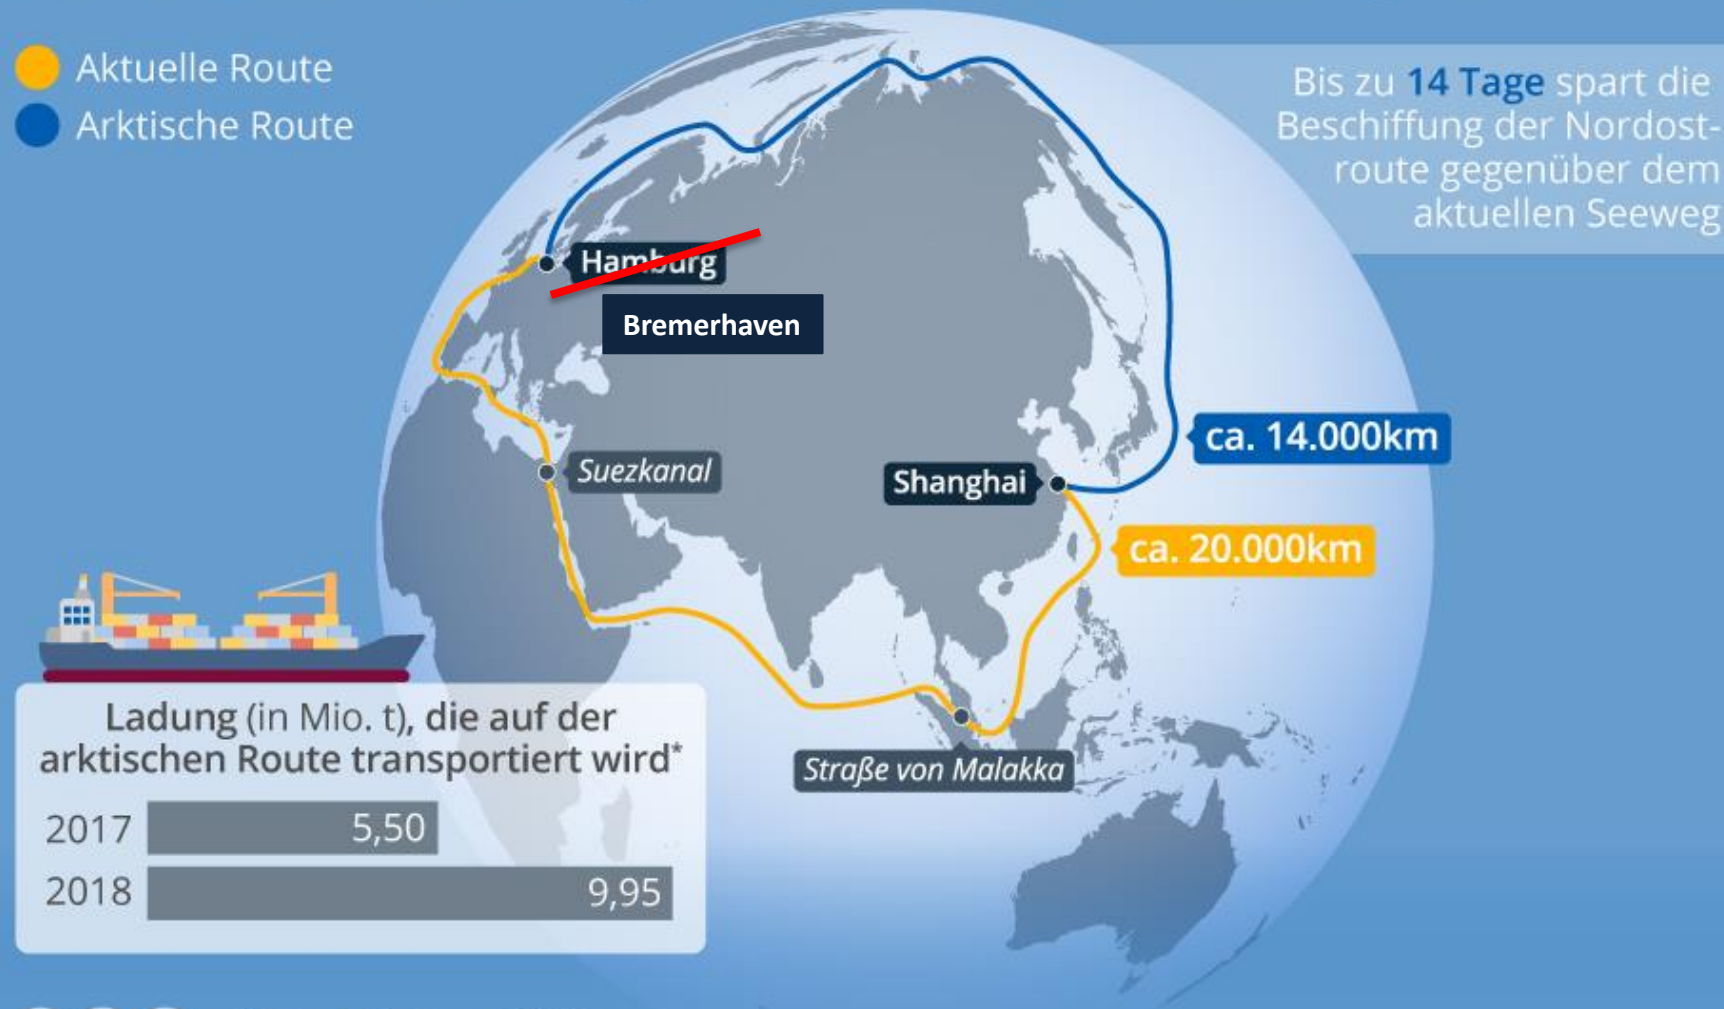 Aktuelle Route
Arktische Route
Bis zu 14 Tage spart die
Beschiffung der Nordost-
route gegenüber dem
aktuellen Seeweg
Hamburg
Bremerhaven
ca. 14.000km
Suezkanal
Shanghai
ca. 20.000km
Straße von Malakka
Ladung (in Mio. t), die auf der
arktischen Route transportiert wird*
2017 5,50
2018 9,95